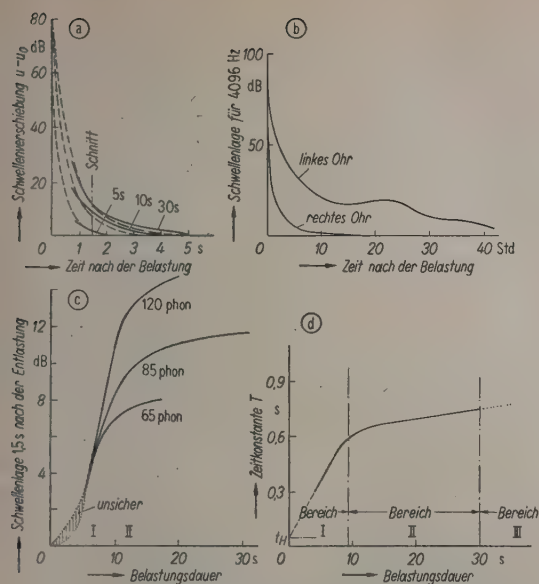 a
80
dB
60
40
20
Schwellenverschiebung u-u₀
Schnitt
5s
10s
30s
0 1 2 3 4 5 s
Zeit nach der Belastung
b
100
dB
50
Schwellenlage für 4096 Hz
linkes Ohr
rechtes Ohr
0 10 20 30 40 Std
Zeit nach der Belastung
c
12
dB
8
4
Schwellenlage 1,5 s nach der Entlastung
120 phon
85 phon
65 phon
unsicher
I II
0 10 20 30 s
Belastungsdauer
d
0,9
s
0,6
0,3
tH
Zeitkonstante T
Bereich Bereich Bereich
I II III
0 10 20 30 s
Belastungsdauer